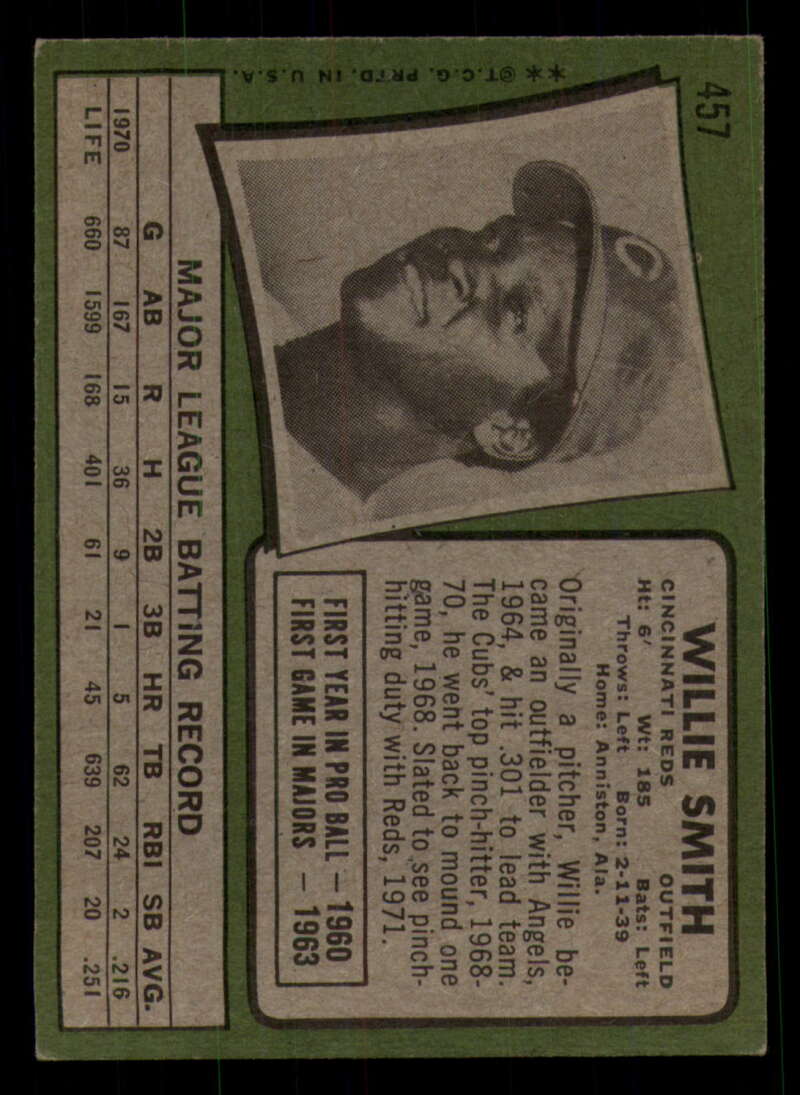 457
** @T.C.G. PRTD. IN U.S.A.
C
WILLIE SMITH
CINCINNATI REDS OUTFIELD
Ht: 6' Wt: 185 Bats: Left
Throws: Left Born: 2-11-39
Home: Anniston, Ala.
Originally a pitcher, Willie be-
came an outfielder with Angels,
1964, & hit .301 to lead team.
The Cubs' top pinch-hitter, 1968-
70, he went back to mound one
game, 1968. Slated to see pinch-
hitting duty with Reds, 1971.
FIRST YEAR IN PRO BALL — 1960
FIRST GAME IN MAJORS — 1963
MAJOR LEAGUE BATTING RECORD
G AB R H 2B 3B HR TB RBI SB AVG.
1970 87 167 15 36 9 1 5 62 24 2 .216
LIFE 660 1599 168 401 61 21 45 639 207 20 .251